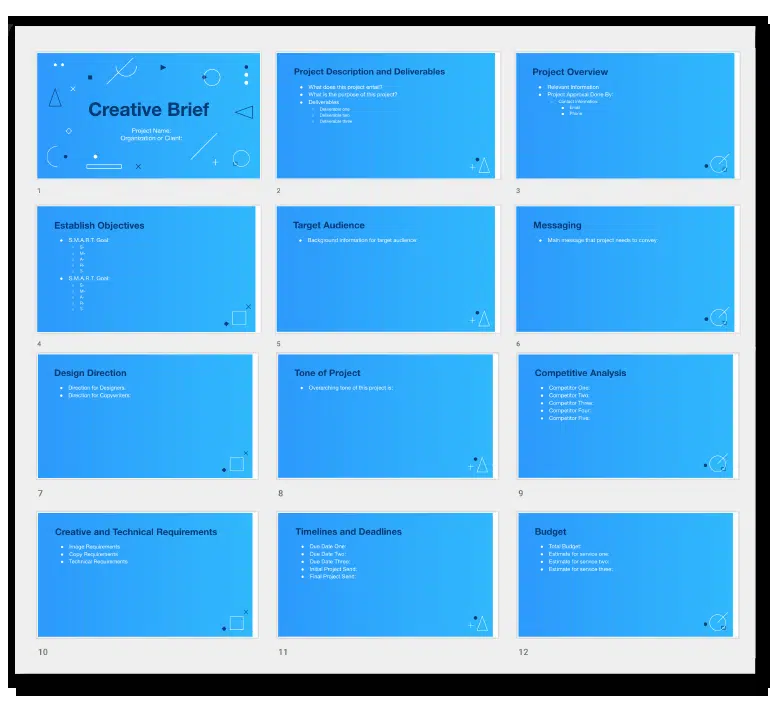 Creative Brief
Project Name:
Organization or Client:
1
Project Description and Deliverables
What does this project entail?
What is the purpose of this project?
Deliverables
Deliverable one
Deliverable two
Deliverable three
2
Project Overview
Relevant Information
Project Approval Done By:
Contact Information
Email
Phone
3
Establish Objectives
S.M.A.R.T. Goal:
S-
M-
A-
R-
T-
S.M.A.R.T. Goal:
S-
M-
A-
R-
T-
4
Target Audience
Background information for target audience:
5
Messaging
Main message that project needs to convey
6
Design Direction
Direction for Designers:
Direction for Copywriters:
7
Tone of Project
Overarching tone of this project is:
8
Competitive Analysis
Competitor One:
Competitor Two:
Competitor Three:
Competitor Four:
Competitor Five:
9
Creative and Technical Requirements
Image Requirements
Copy Requirements
Technical Requirements
10
Timelines and Deadlines
Due Date One:
Due Date Two:
Due Date Three:
Initial Project Sent:
Final Project Sent:
11
Budget
Total Budget:
Estimate for service one:
Estimate for service two:
Estimate for service three:
12